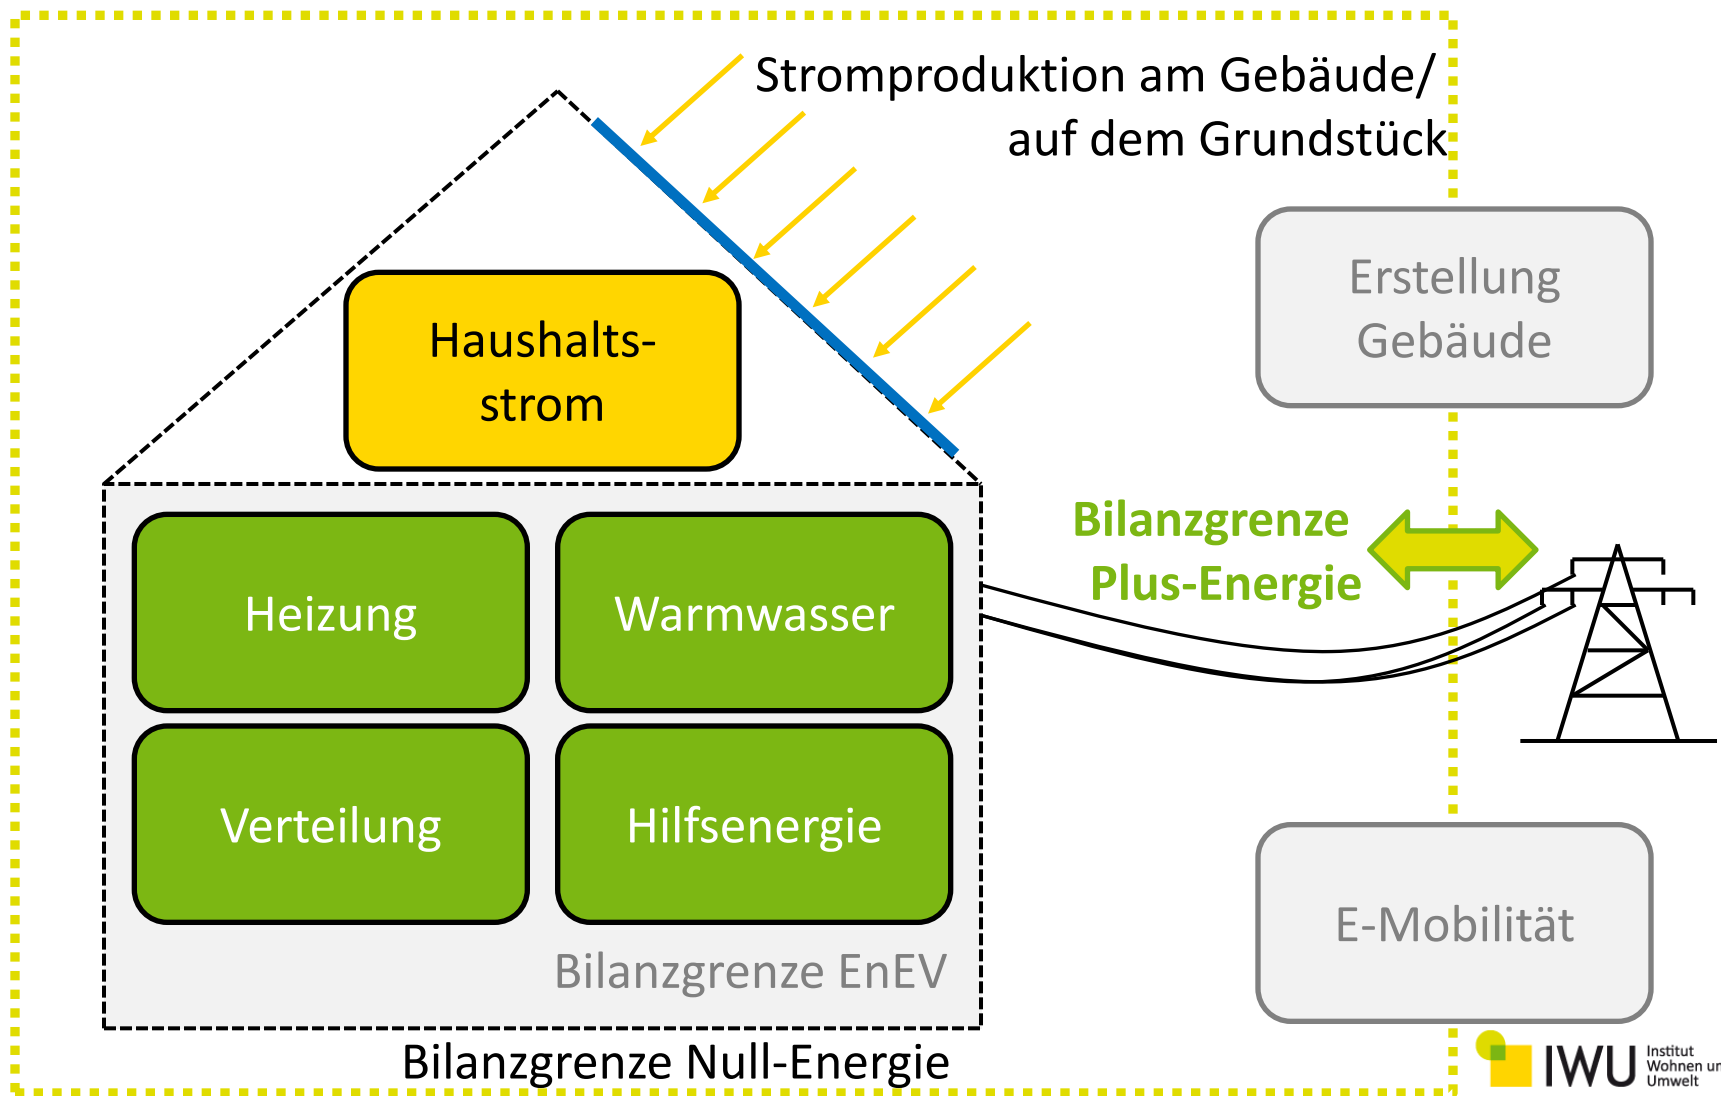 Stromproduktion am Gebäude/
auf dem Grundstück
Erstellung
Gebäude
Haushalts-
strom
Bilanzgrenze
Plus-Energie
Heizung
Warmwasser
Verteilung
Hilfsenergie
E-Mobilität
Bilanzgrenze EnEV
Bilanzgrenze Null-Energie
IWU
Institut
Wohnen
Umwelt